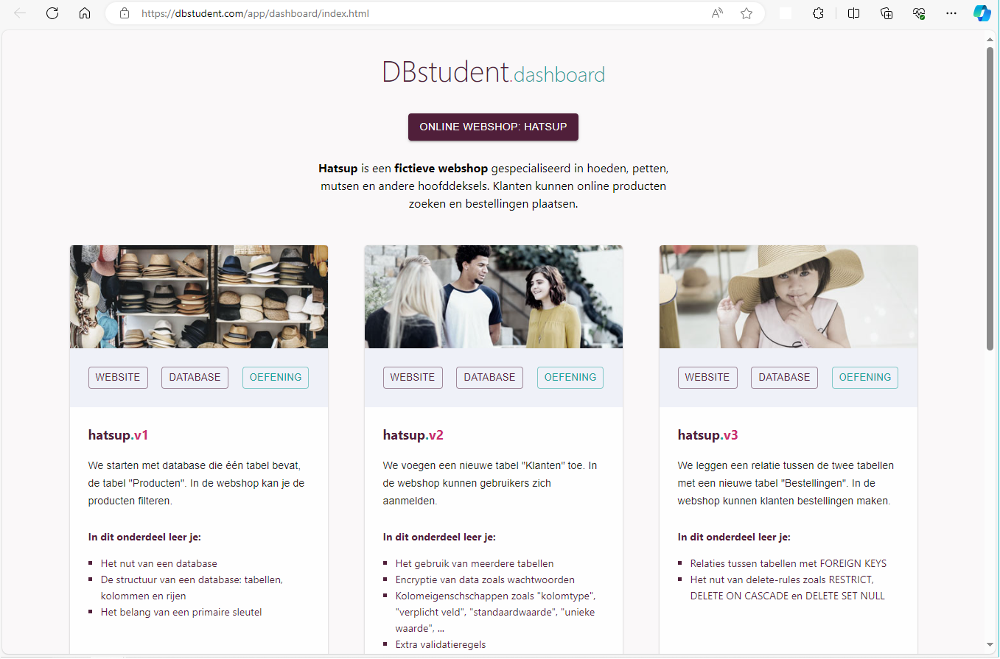 https://dbstudent.com/app/dashboard/index.html
DBstudent.dashboard
ONLINE WEBSHOP: HATSUP
Hatsup is een fictieve webshop gespecialiseerd in hoeden, petten,
mutsen en andere hoofddeksels. Klanten kunnen online producten
zoeken en bestellingen plaatsen.
WEBSITE DATABASE OEFENING
hatsup.v1
We starten met database die één tabel bevat,
de tabel "Producten". In de webshop kan je de
producten filteren.
In dit onderdeel leer je:
Het nut van een database
De structuur van een database: tabellen,
kolommen en rijen
Het belang van een primaire sleutel
WEBSITE DATABASE OEFENING
hatsup.v2
We voegen een nieuwe tabel "Klanten" toe. In
de webshop kunnen gebruikers zich
aanmelden.
In dit onderdeel leer je:
Het gebruik van meerdere tabellen
Encryptie van data zoals wachtwoorden
Kolomeigenschschappen zoals "kolomtype",
"verplicht veld", "standaardwaarde", "unieke
waarde", ...
Extra validatieregels
WEBSITE DATABASE OEFENING
hatsup.v3
We leggen een relatie tussen de twee tabellen
met een nieuwe tabel "Bestellingen". In de
webshop kunnen klanten bestellingen maken.
In dit onderdeel leer je:
Relaties tussen tabellen met FOREIGN KEYS
Het nut van delete-rules zoals RESTRICT,
DELETE ON CASCADE en DELETE SET NULL